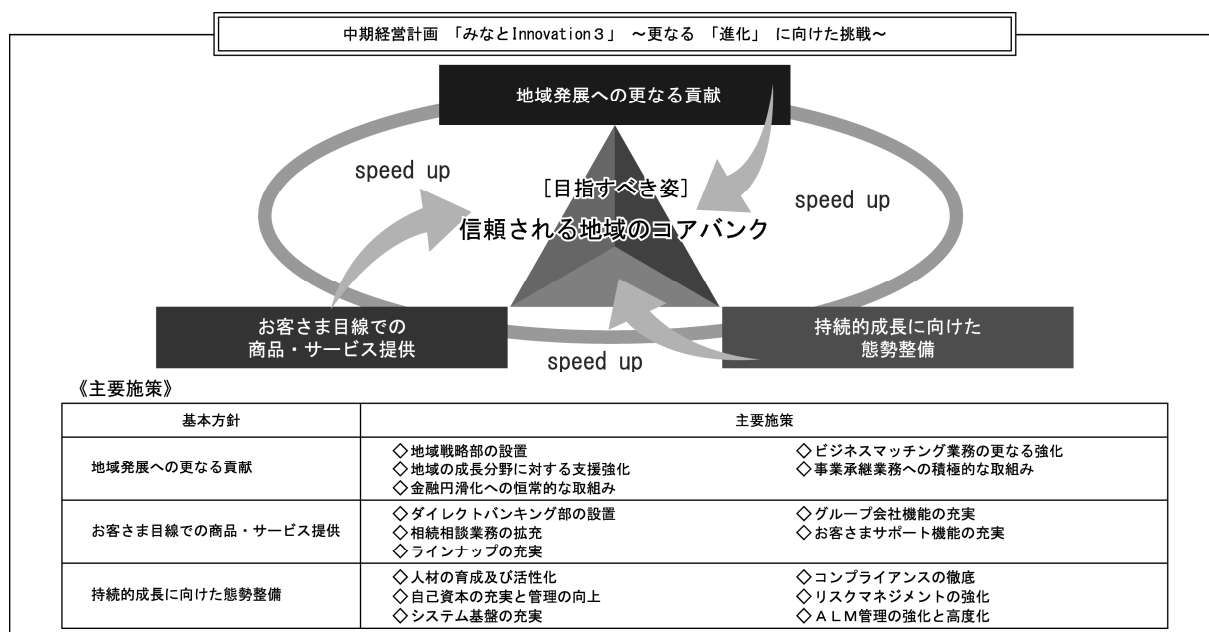 中期経営計画 「みなとInnovation３」 ～更なる 「進化」 に向けた挑戦～
地域発展への更なる貢献
speed up
speed up
[目指すべき姿]
信頼される地域のコアバンク
お客さま目線での
商品・サービス提供
持続的成長に向けた
態勢整備
speed up
《主要施策》
基本方針 主要施策
地域発展への更なる貢献
◇地域戦略部の設置
◇地域の成長分野に対する支援強化
◇金融円滑化への恒常的な取組み
◇ビジネスマッチング業務の更なる強化
◇事業承継業務への積極的な取組み
お客さま目線での商品・サービス提供
◇ダイレクトバンキング部の設置
◇相続相談業務の拡充
◇ラインナップの充実
◇グループ会社機能の充実
◇お客さまサポート機能の充実
持続的成長に向けた態勢整備
◇人材の育成及び活性化
◇自己資本の充実と管理の向上
◇システム基盤の充実
◇コンプライアンスの徹底
◇リスクマネジメントの強化
◇ＡＬＭ管理の強化と高度化